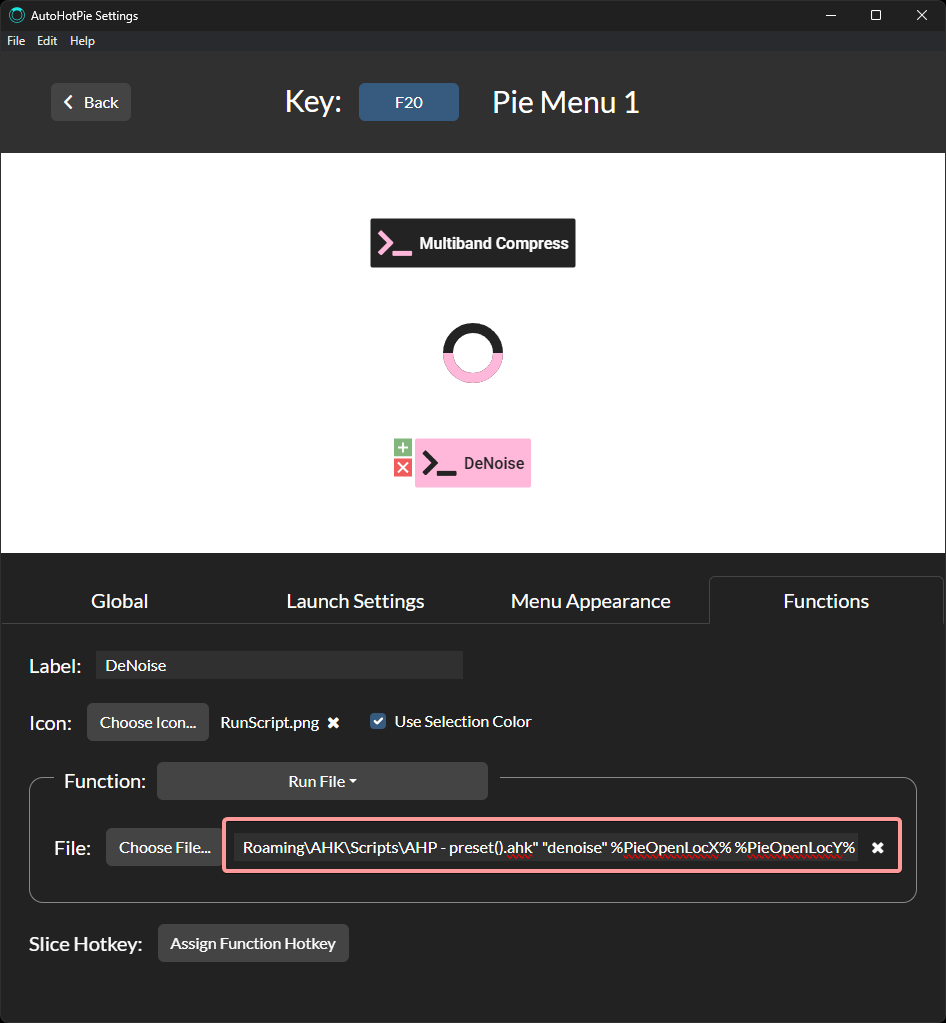 AutoHotPie Settings
File Edit Help
Back Key: F20 Pie Menu 1
Multiband Compress
DeNoise
Global Launch Settings Menu Appearance Functions
Label: DeNoise
Icon: Choose Icon... RunScript.png Use Selection Color
Function: Run File
File: Choose File... Roaming\AHK\Scripts\AHP - preset().ahk" "denoise" %PieOpenLocX% %PieOpenLocY%
Slice Hotkey: Assign Function Hotkey